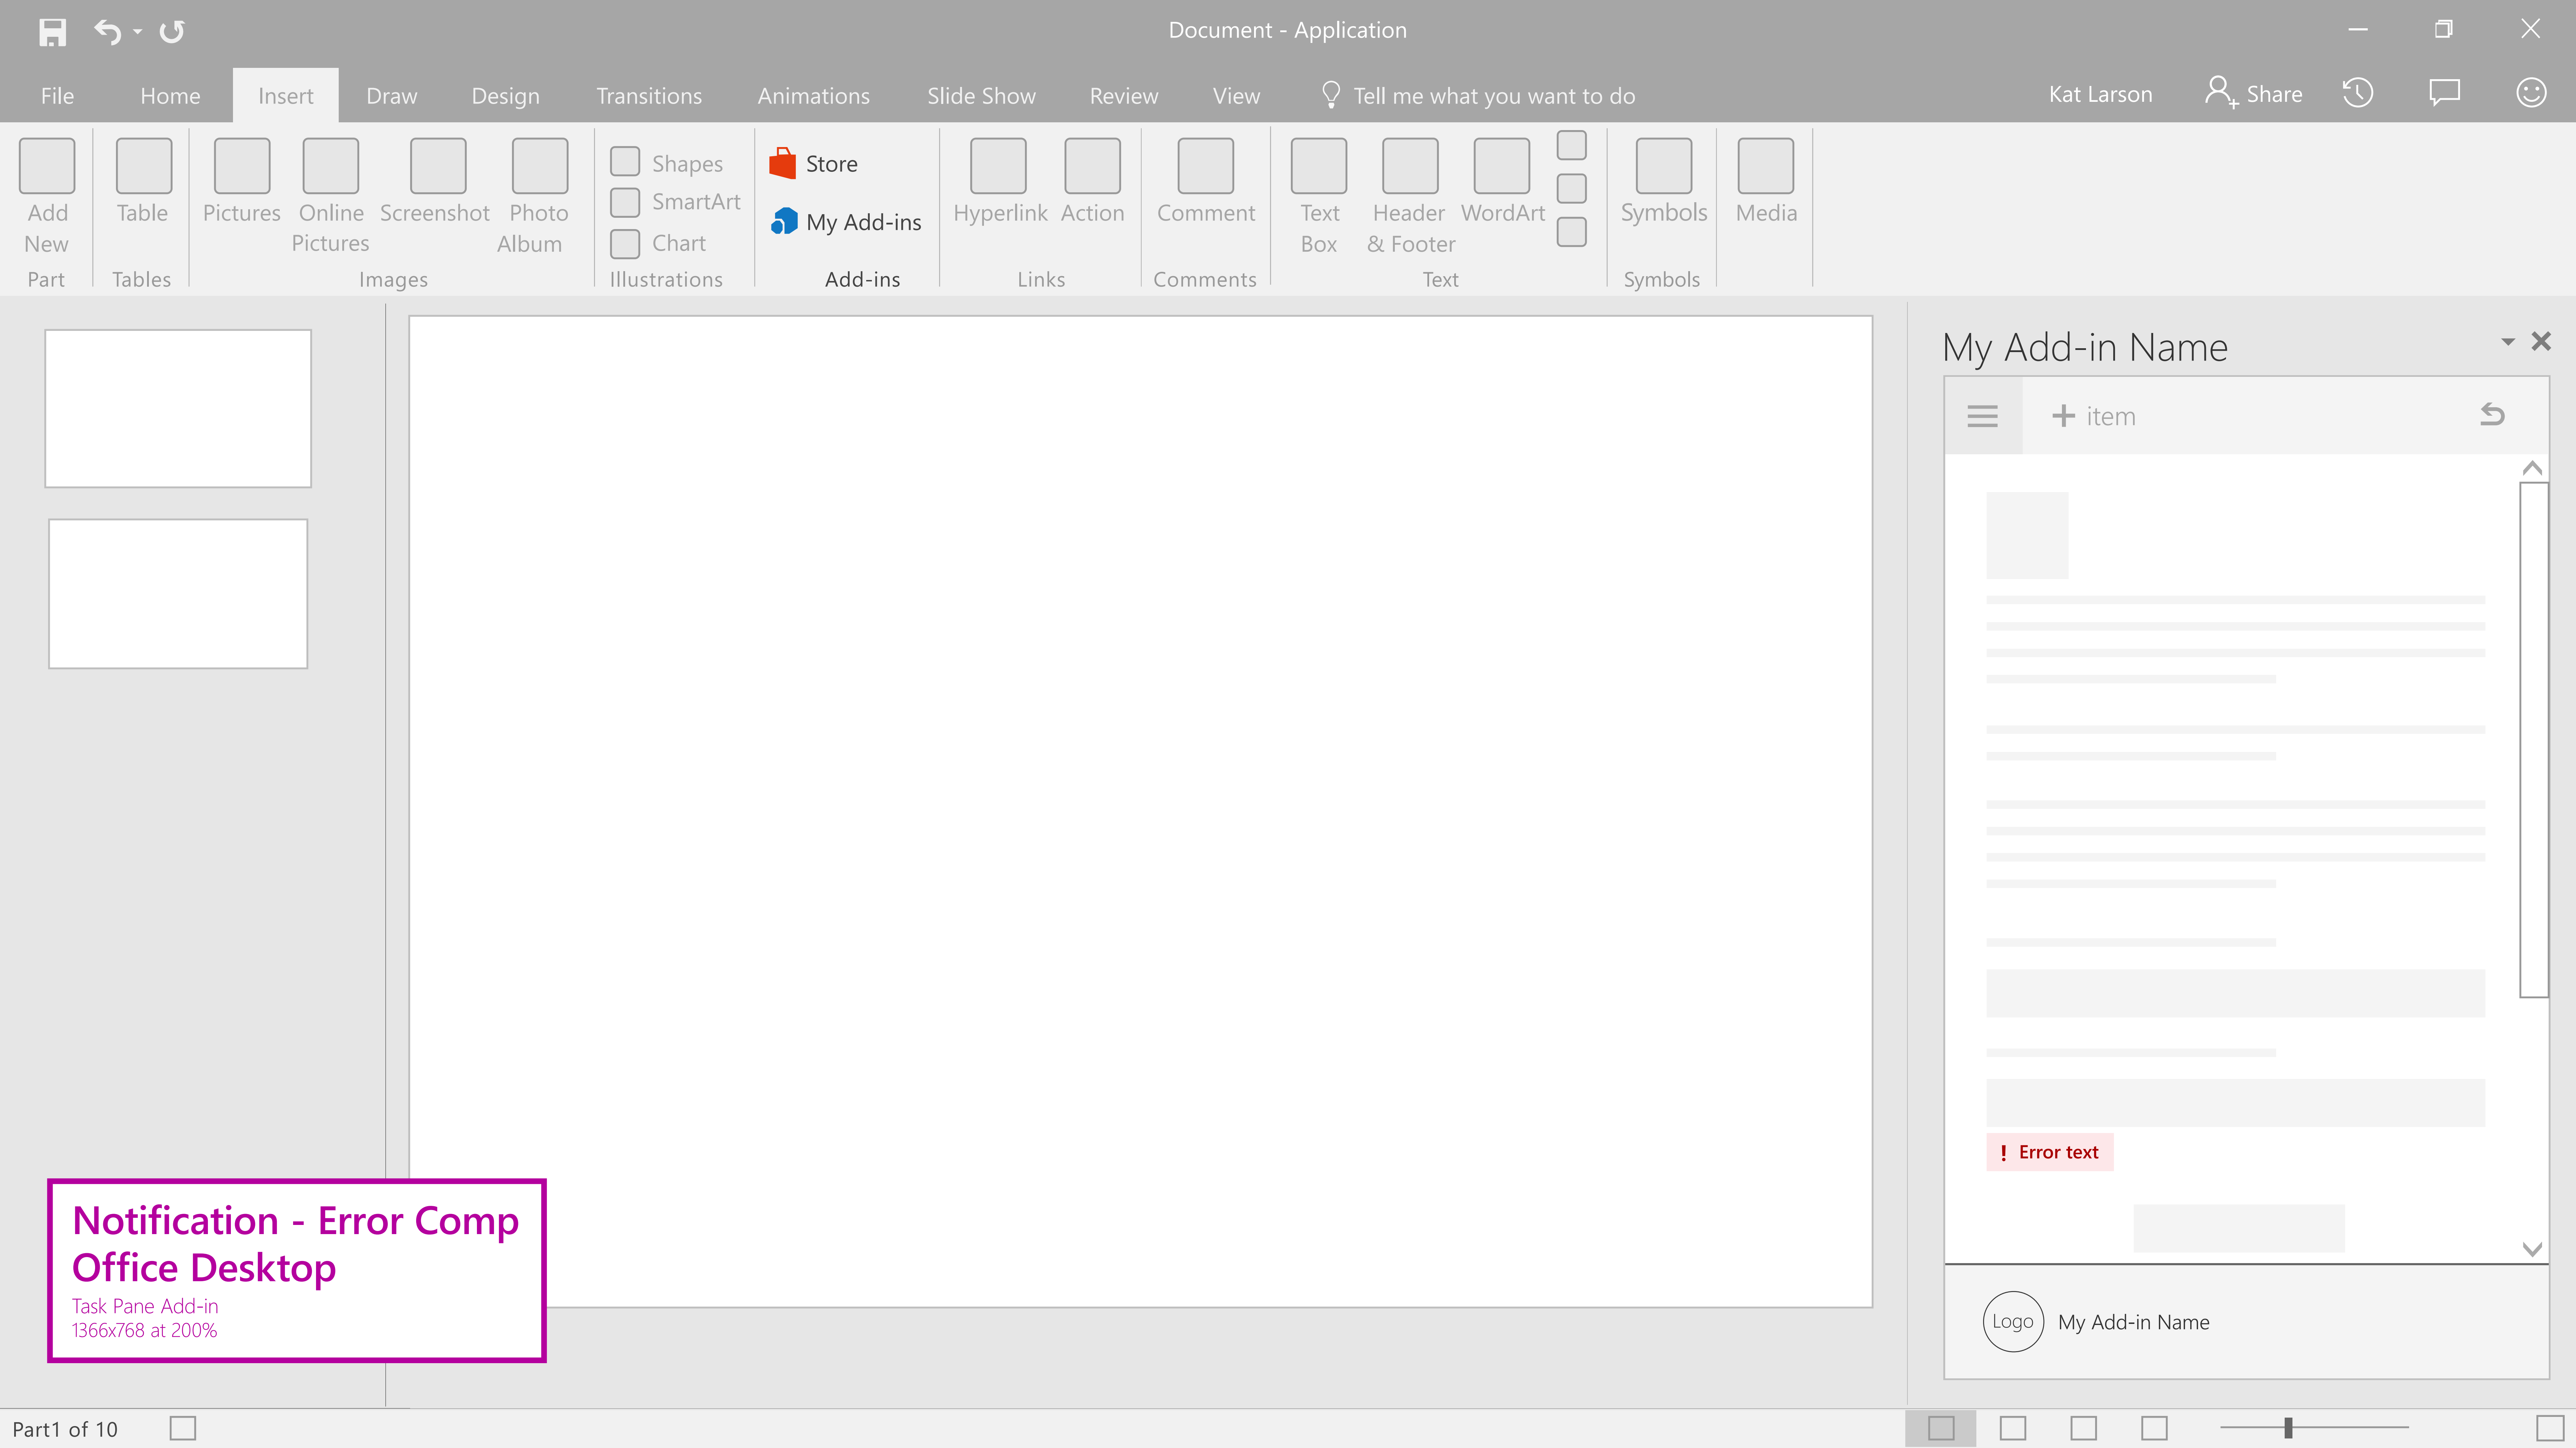 Document - Application
File Home Insert Draw Design Transitions Animations Slide Show Review View Tell me what you want to do Kat Larson Share
Add
New
Part
Table
Tables
Pictures
Online
Pictures
Screenshot
Photo
Album
Images
Shapes
SmartArt
Chart
Illustrations
Store
My Add-ins
Add-ins
Hyperlink
Action
Links
Comment
Comments
Text
Box
Header
& Footer
WordArt
Text
Symbols
Symbols
Media
My Add-in Name
item
! Error text
Logo My Add-in Name
Notification - Error Comp
Office Desktop
Task Pane Add-in
1366x768 at 200%
Part1 of 10